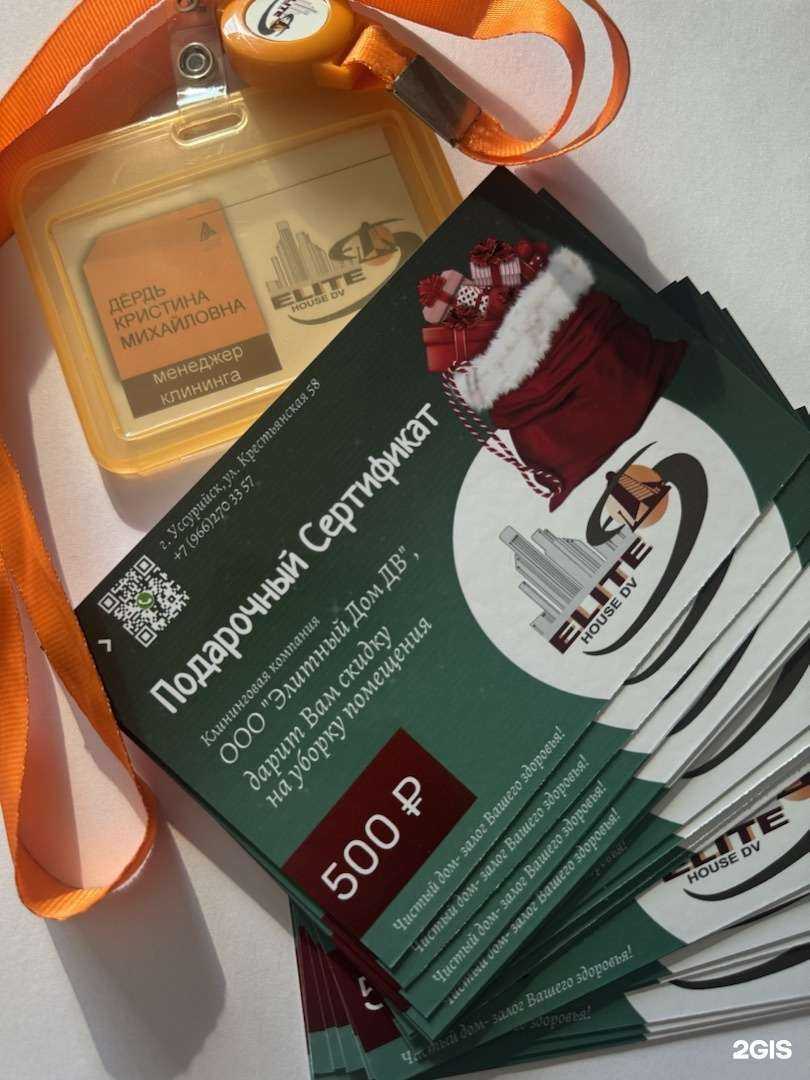 ДЁРДЬ
КРИСТИНА
МИХАЙЛОВНА
менеджер
клининга
ELITE
HOUSE DV
г. Уссурийск, ул. Крестьянская 58
+7 (966)270 33 57
Подарочный Сертификат
Клининговая компания
ООО "Элитный Дом ДВ",
дарит Вам скидку
на уборку помещения
500 ₽
Чистый дом- залог Вашего здоровья!
ELITE
HOUSE DV
Чистый дом- залог Вашего здоровья!
Чистый дом- залог Вашего здоровья!
Чистый дом- залог Вашего здоровья!
ELITE
HOUSE DV
Чистый дом- залог Вашего здоровья!
здоровья!
2GIS